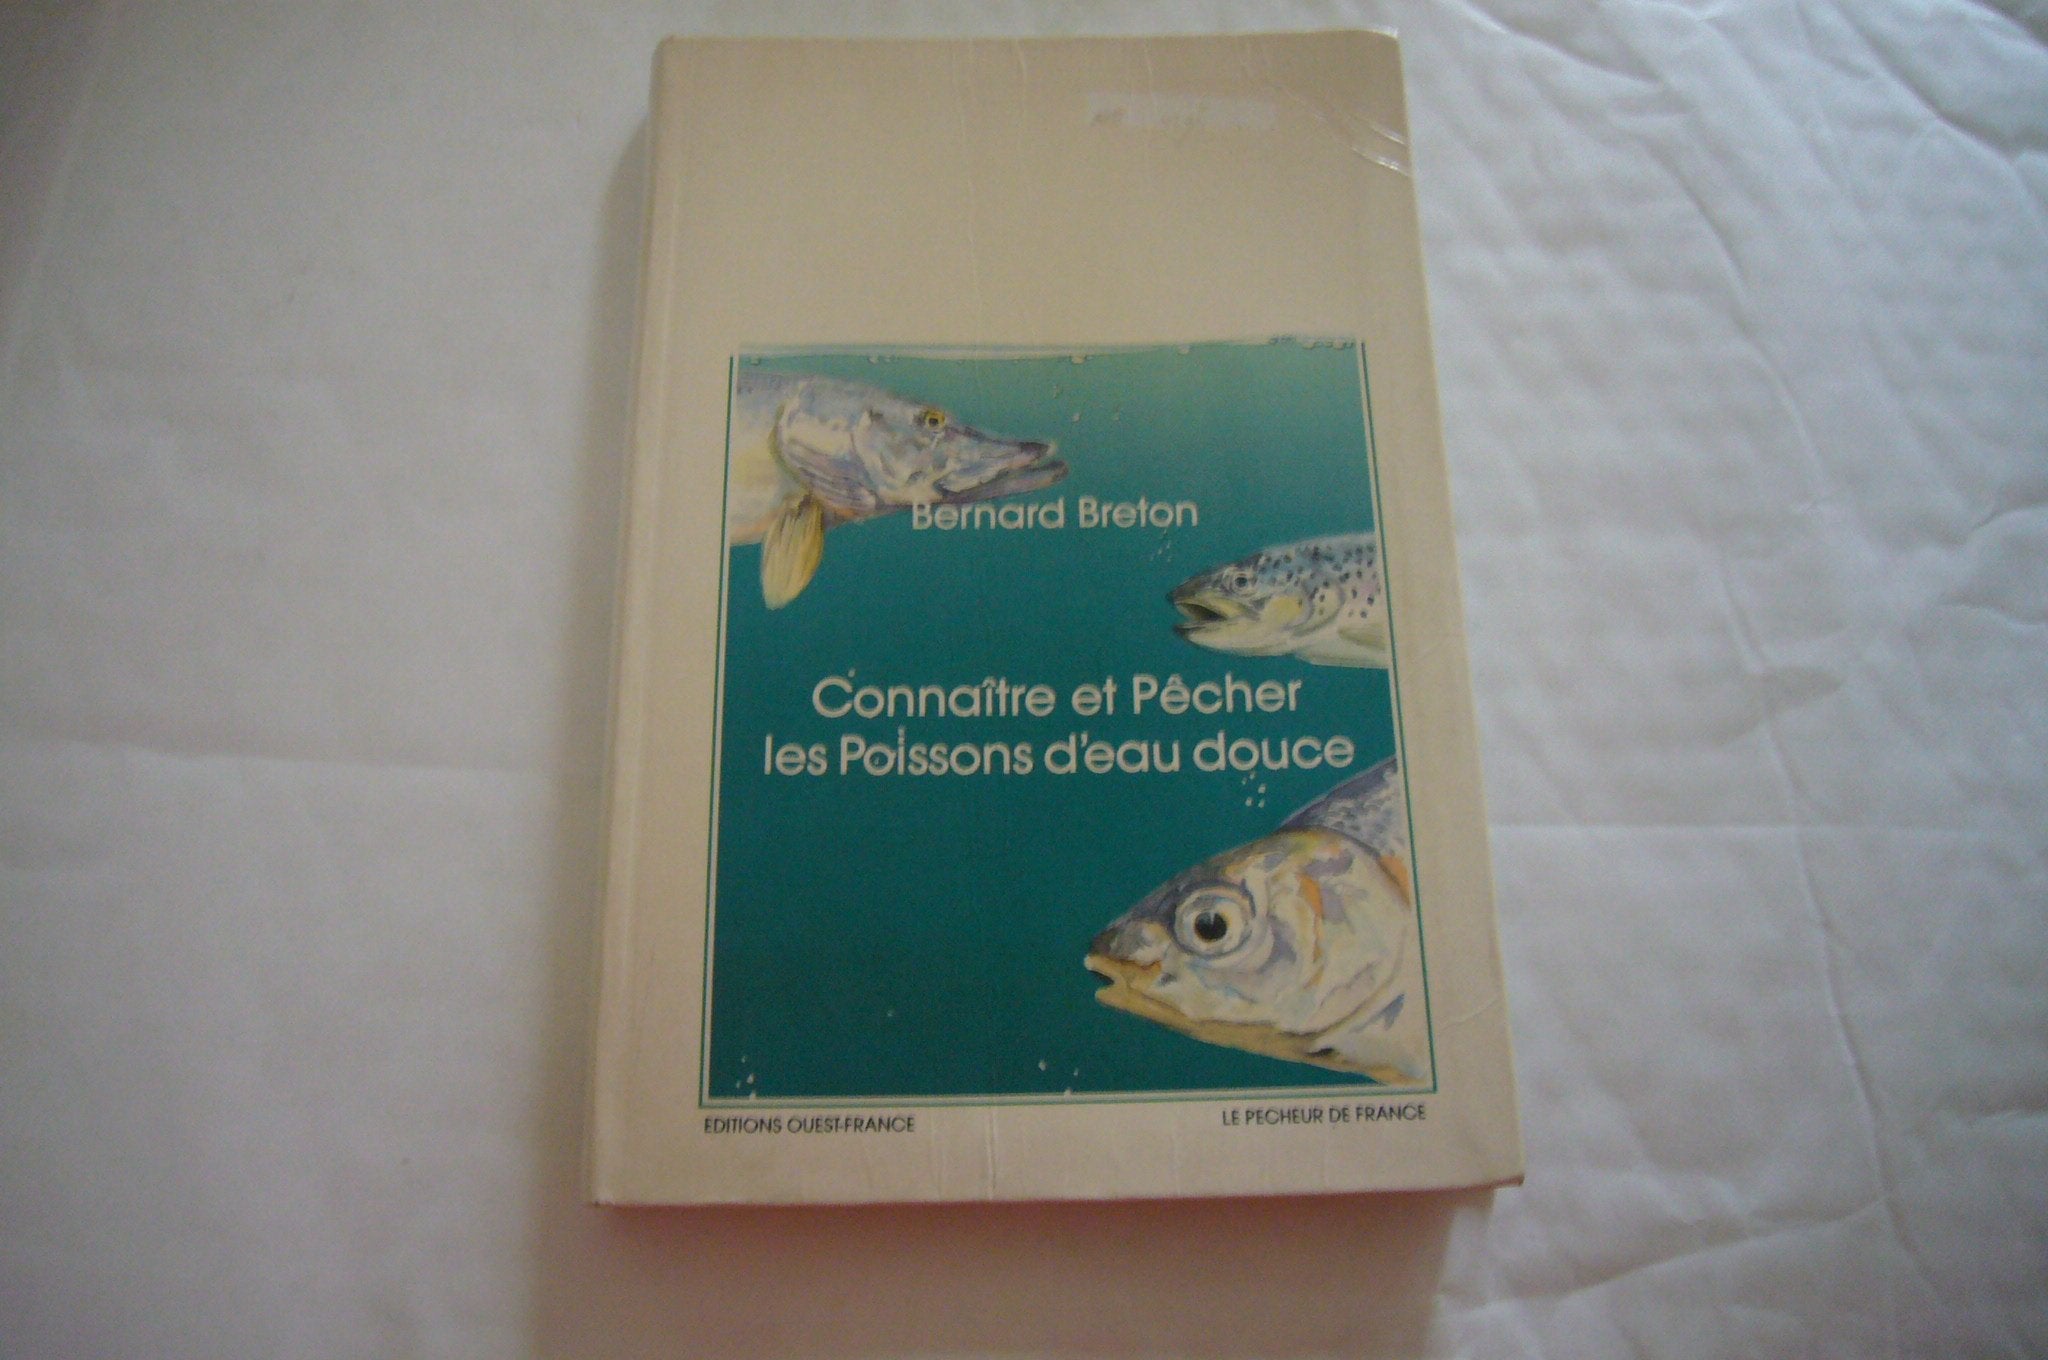 Bernard Breton
Connaître et Pêcher
les Poissons d'eau douce
EDITIONS OUEST-FRANCE
LE PECHEUR DE FRANCE